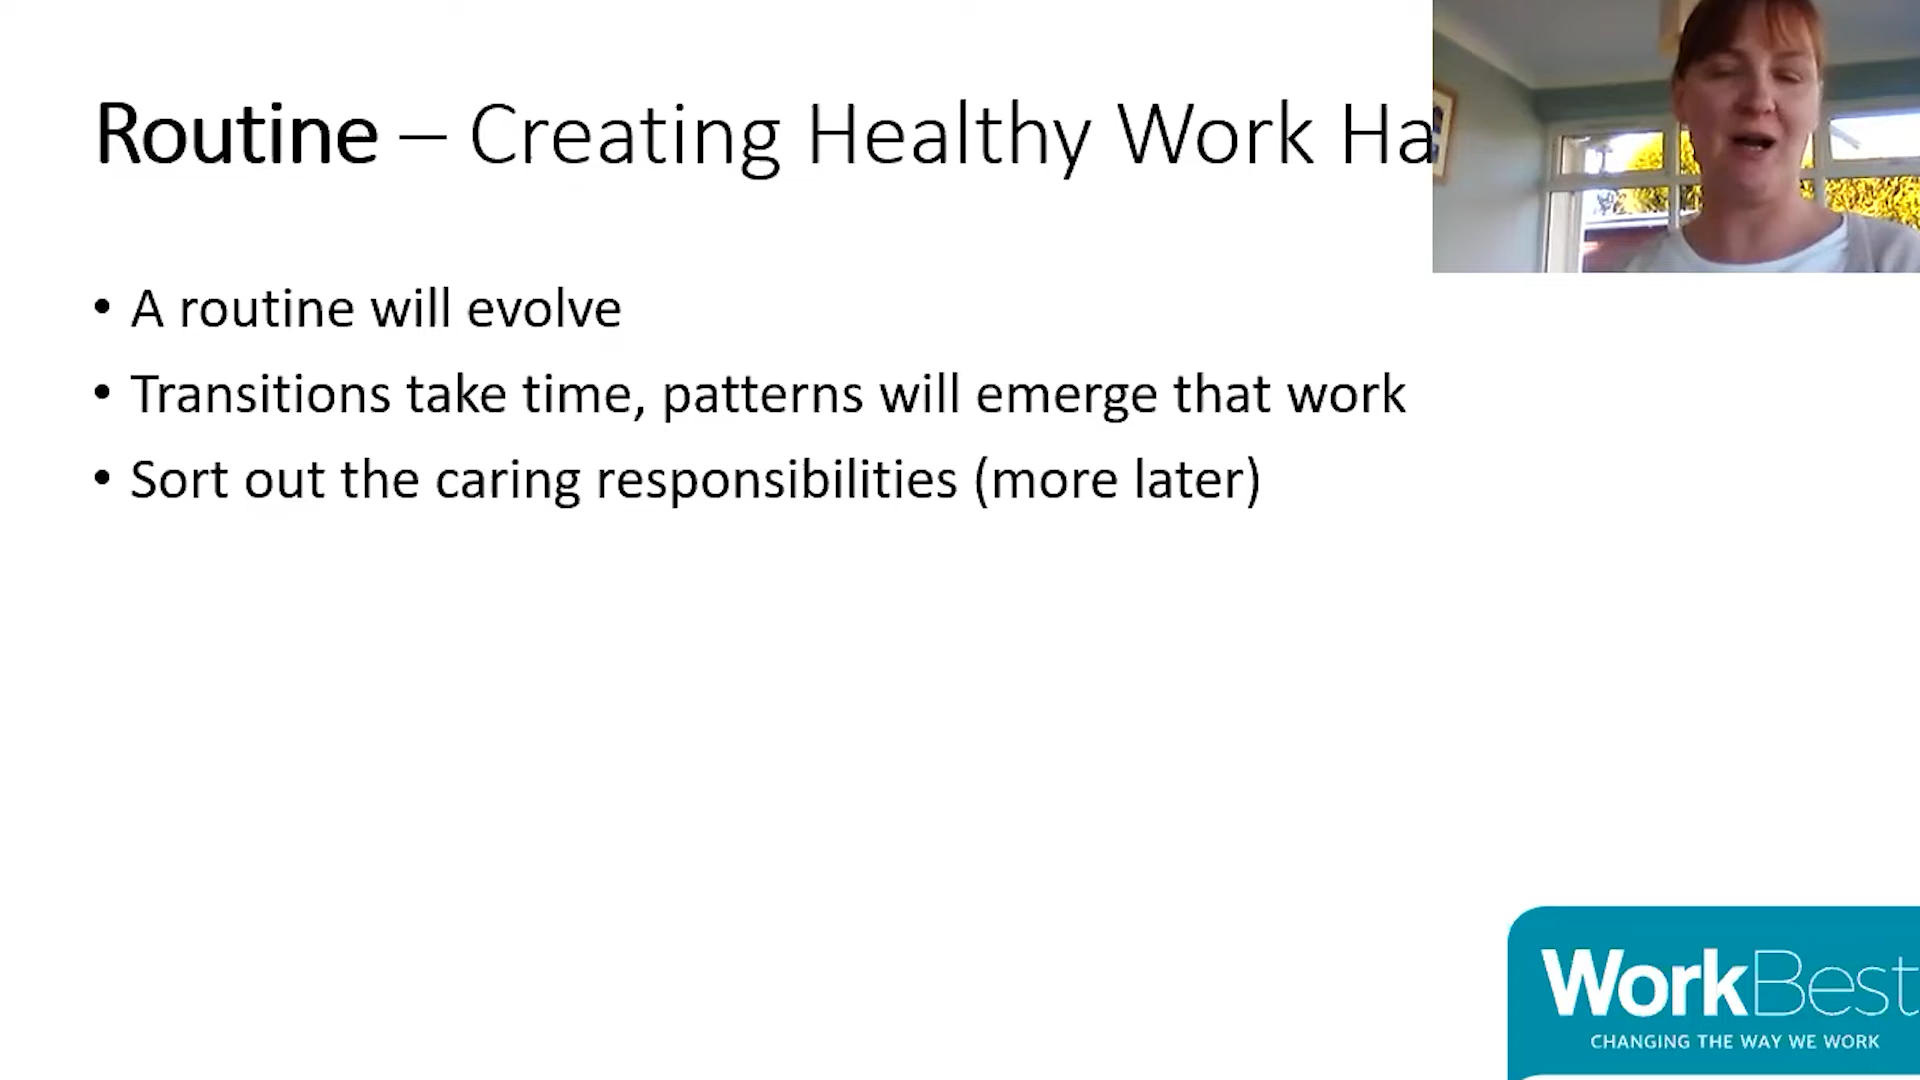 Routine – Creating Healthy Work Ha
• A routine will evolve
• Transitions take time, patterns will emerge that work
• Sort out the caring responsibilities (more later)
WorkBest
CHANGING THE WAY WE WORK